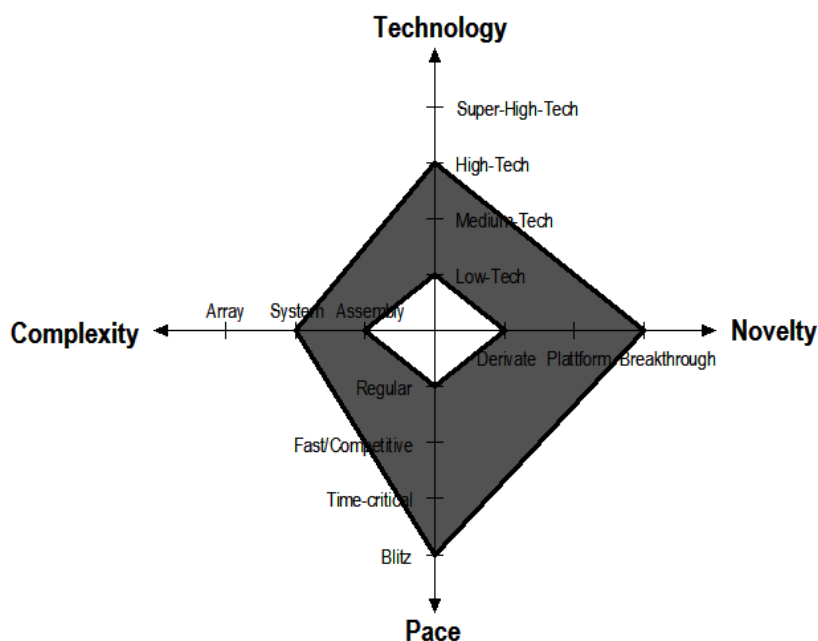 Technology
Super-High-Tech
High-Tech
Medium-Tech
Low-Tech
Array System Assembly
Complexity
Novelty
Derivate Plattform Breakthrough
Regular
Fast/Competitive
Time-critical
Blitz
Pace